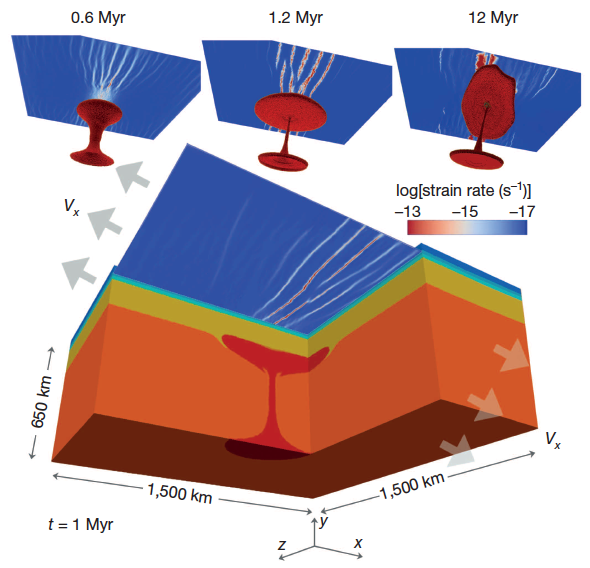 0.6 Myr
1.2 Myr
12 Myr
log[strain rate (s⁻¹)]
−13 −15 −17
Vₓ
650 km
Vₓ
1,500 km
1,500 km
t = 1 Myr
y
z
x